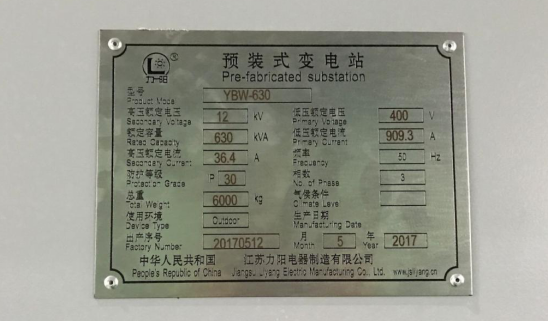 力阳®
预装式变电站
Pre-fabricated substation
型号 YBW-630
Product Mode
高压额定电压 12 kV 低压额定电压 400 V
Secondary Voltage Primary Voltage
额定容量 630 kVA 低压额定电流 909.3 A
Rated Capacity Primary Current
高压额定电流 36.4 A 频率 50 Hz
Secondary Current Frequency
防护等级 P 30 相数 3
Protection Grade No. of Phase
总重 6000 kg 气候条件
Total Weight Climate Level
使用环境 Outdoor 生产日期
Device Type Manufacturing Date
出产序号 20170512 月 5 年 2017
Factory Number Month Year
中华人民共和国 江苏力阳电器制造有限公司
People's Republic of China Jiangsu Liyang Electric Manufacturing Co., Ltd. www.jsliyang.cn